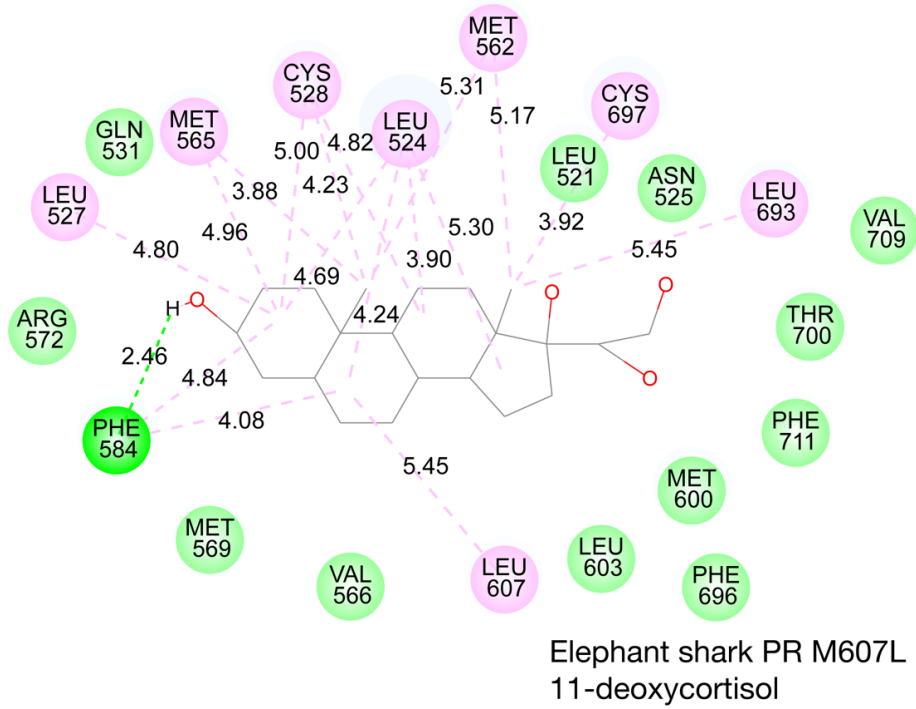 MET
562
CYS
528
5.31
CYS
697
MET
565
LEU
524
GLN
531
5.00
4.82
5.17
LEU
521
ASN
525
LEU
527
3.88
4.23
LEU
693
VAL
709
4.80
4.96
5.30
3.92
5.45
4.69
3.90
H
O
O
O
ARG
572
4.24
THR
700
2.46
4.84
O
PHE
584
4.08
PHE
711
5.45
MET
600
MET
569
LEU
603
VAL
566
LEU
607
PHE
696
Elephant shark PR M607L
11-deoxycortisol